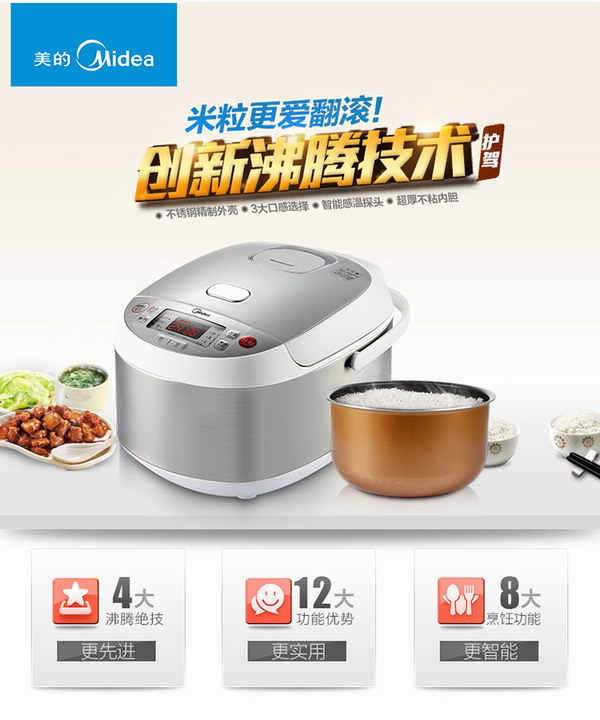 美的 Midea
米粒更爱翻滚！
创新沸腾技术 护驾
不锈钢精制外壳 3大口感选择 智能感温探头 超厚不粘内胆
Midea
4大
沸腾绝技
更先进
12大
功能优势
更实用
8大
烹饪功能
更智能